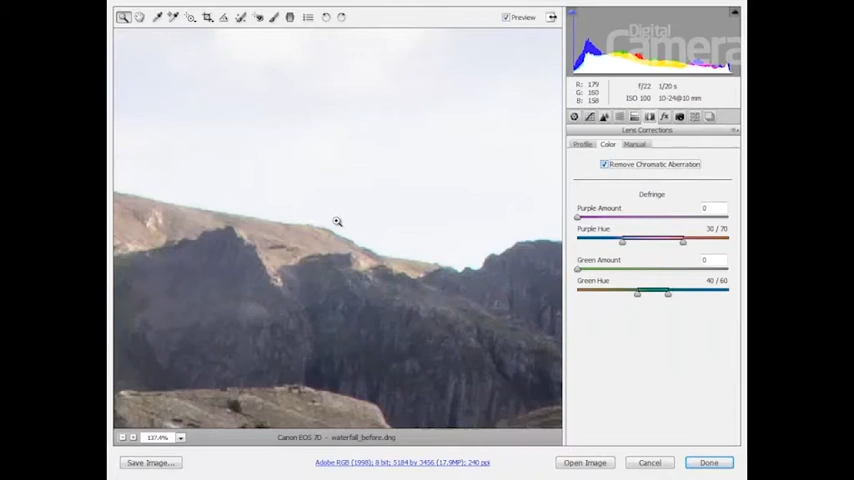 Preview
Digital
Camera
R: 179
G: 160
B: 158
f/22 1/20 s
ISO 100 10-24@10 mm
Lens Corrections
Profile Color Manual
Remove Chromatic Aberration
Defringe
Purple Amount 0
Purple Hue 30 / 70
Green Amount 0
Green Hue 40 / 60
137.4% Canon EOS 7D - waterfall_before.dng
Save Image... Adobe RGB (1998); 8 bit; 5184 by 3456 (17.9MP); 240 ppi Open Image Cancel Done